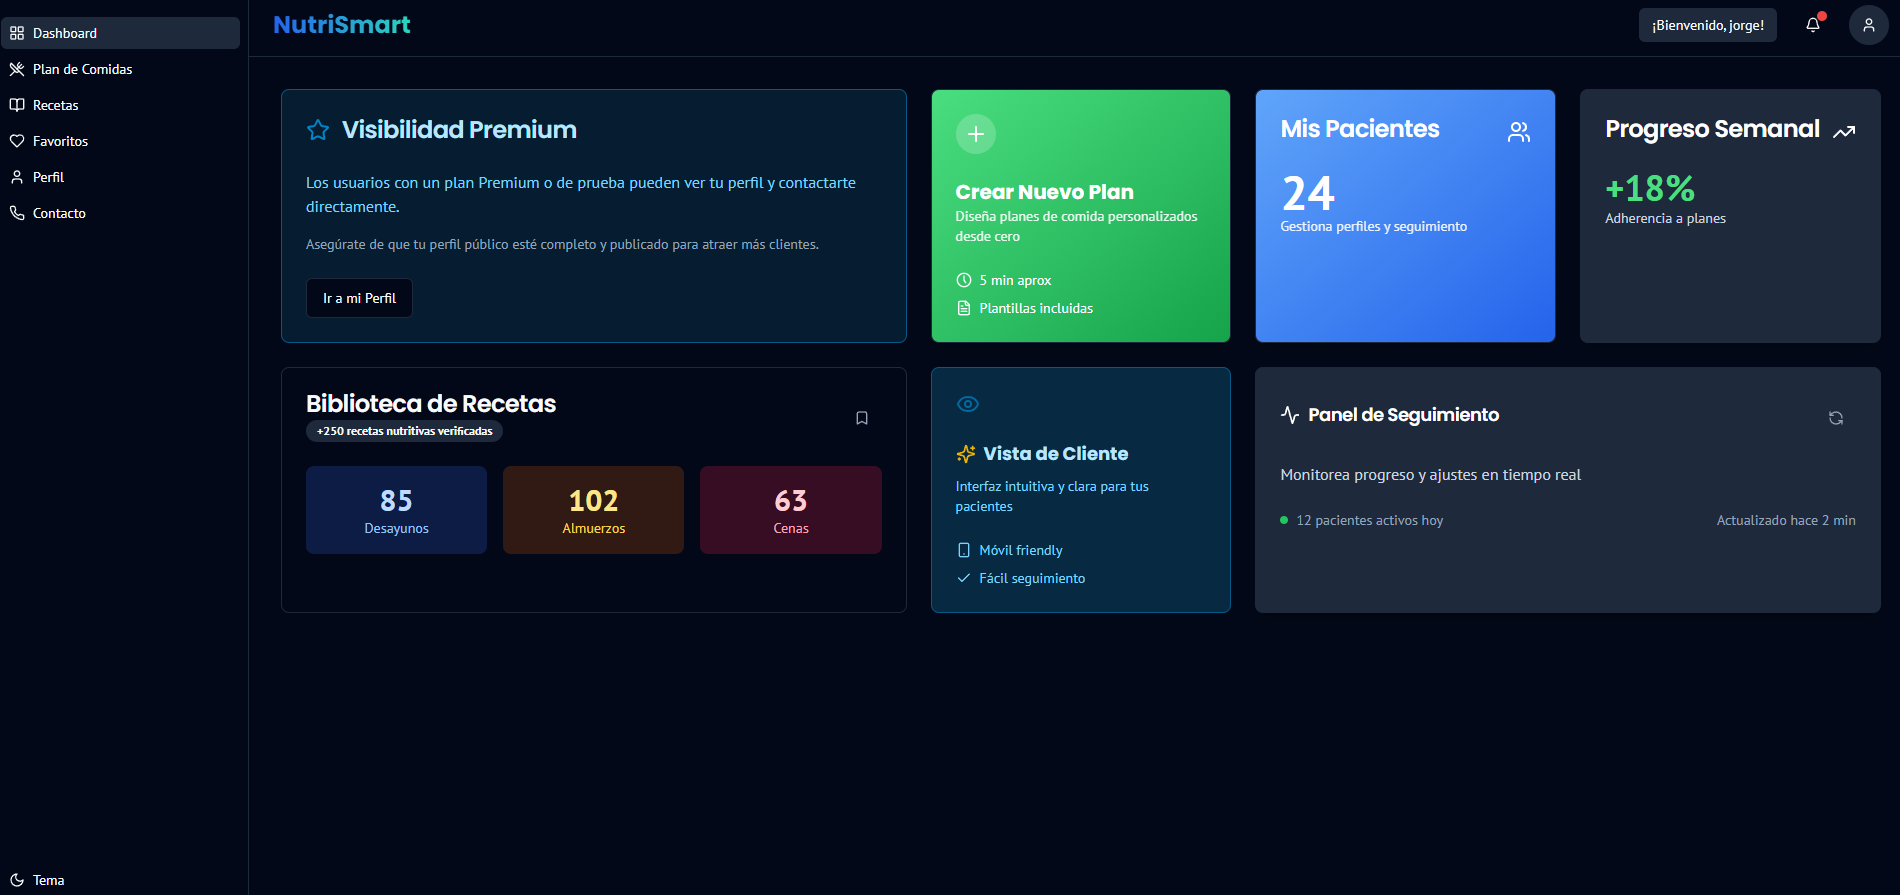 Dashboard
Plan de Comidas
Recetas
Favoritos
Perfil
Contacto
Tema
NutriSmart
¡Bienvenido, jorge!
Visibilidad Premium
Los usuarios con un plan Premium o de prueba pueden ver tu perfil y contactarte
directamente.
Asegúrate de que tu perfil público esté completo y publicado para atraer más clientes.
Ir a mi Perfil
Crear Nuevo Plan
Diseña planes de comida personalizados
desde cero
5 min aprox
Plantillas incluidas
Mis Pacientes
24
Gestiona perfiles y seguimiento
Progreso Semanal
+18%
Adherencia a planes
Biblioteca de Recetas
+250 recetas nutritivas verificadas
85
Desayunos
102
Almuerzos
63
Cenas
Vista de Cliente
Interfaz intuitiva y clara para tus
pacientes
Móvil friendly
Fácil seguimiento
Panel de Seguimiento
Monitorea progreso y ajustes en tiempo real
12 pacientes activos hoy
Actualizado hace 2 min